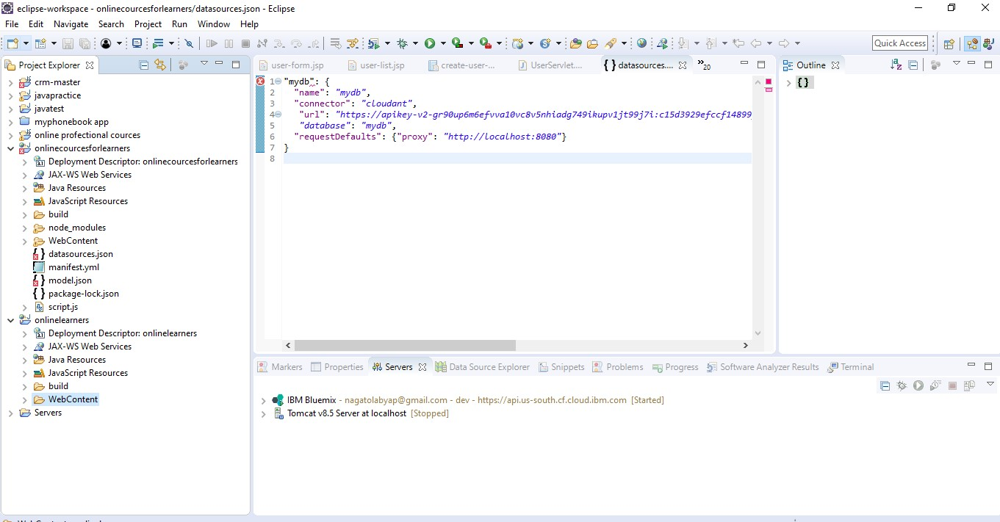 eclipse-workspace - onlinecourcesforlearners/datasources.json - Eclipse
File Edit Navigate Search Project Run Window Help
Quick Access
Project Explorer
user-form.jsp user-list.jsp create-user-... UserServlet.... { } datasources.... »20
Outline
{}
crm-master
javapractice
javatest
myphonebook app
online profectional cources
onlinecourcesforlearners
Deployment Descriptor: onlinecourcesforlearners
JAX-WS Web Services
Java Resources
JavaScript Resources
build
node_modules
WebContent
datasources.json
manifest.yml
model.json
package-lock.json
script.js
onlinelearners
Deployment Descriptor: onlinelearners
JAX-WS Web Services
Java Resources
JavaScript Resources
build
WebContent
Servers
1 "mydb": {
2 "name": "mydb",
3 "connector": "cloudant",
4 "url": "https://apikey-v2-gr90up6m6efvva10vc8v5nhiadg749ikupv1jt99j7i:c15d3929efccf14899
5 "database": "mydb",
6 "requestDefaults": {"proxy": "http://localhost:8080"}
7 }
8
Markers Properties Servers Data Source Explorer Snippets Problems Progress Software Analyzer Results Terminal
IBM Bluemix - nagatolabyap@gmail.com - dev - https://api.us-south.cf.cloud.ibm.com [Started]
Tomcat v8.5 Server at localhost [Stopped]